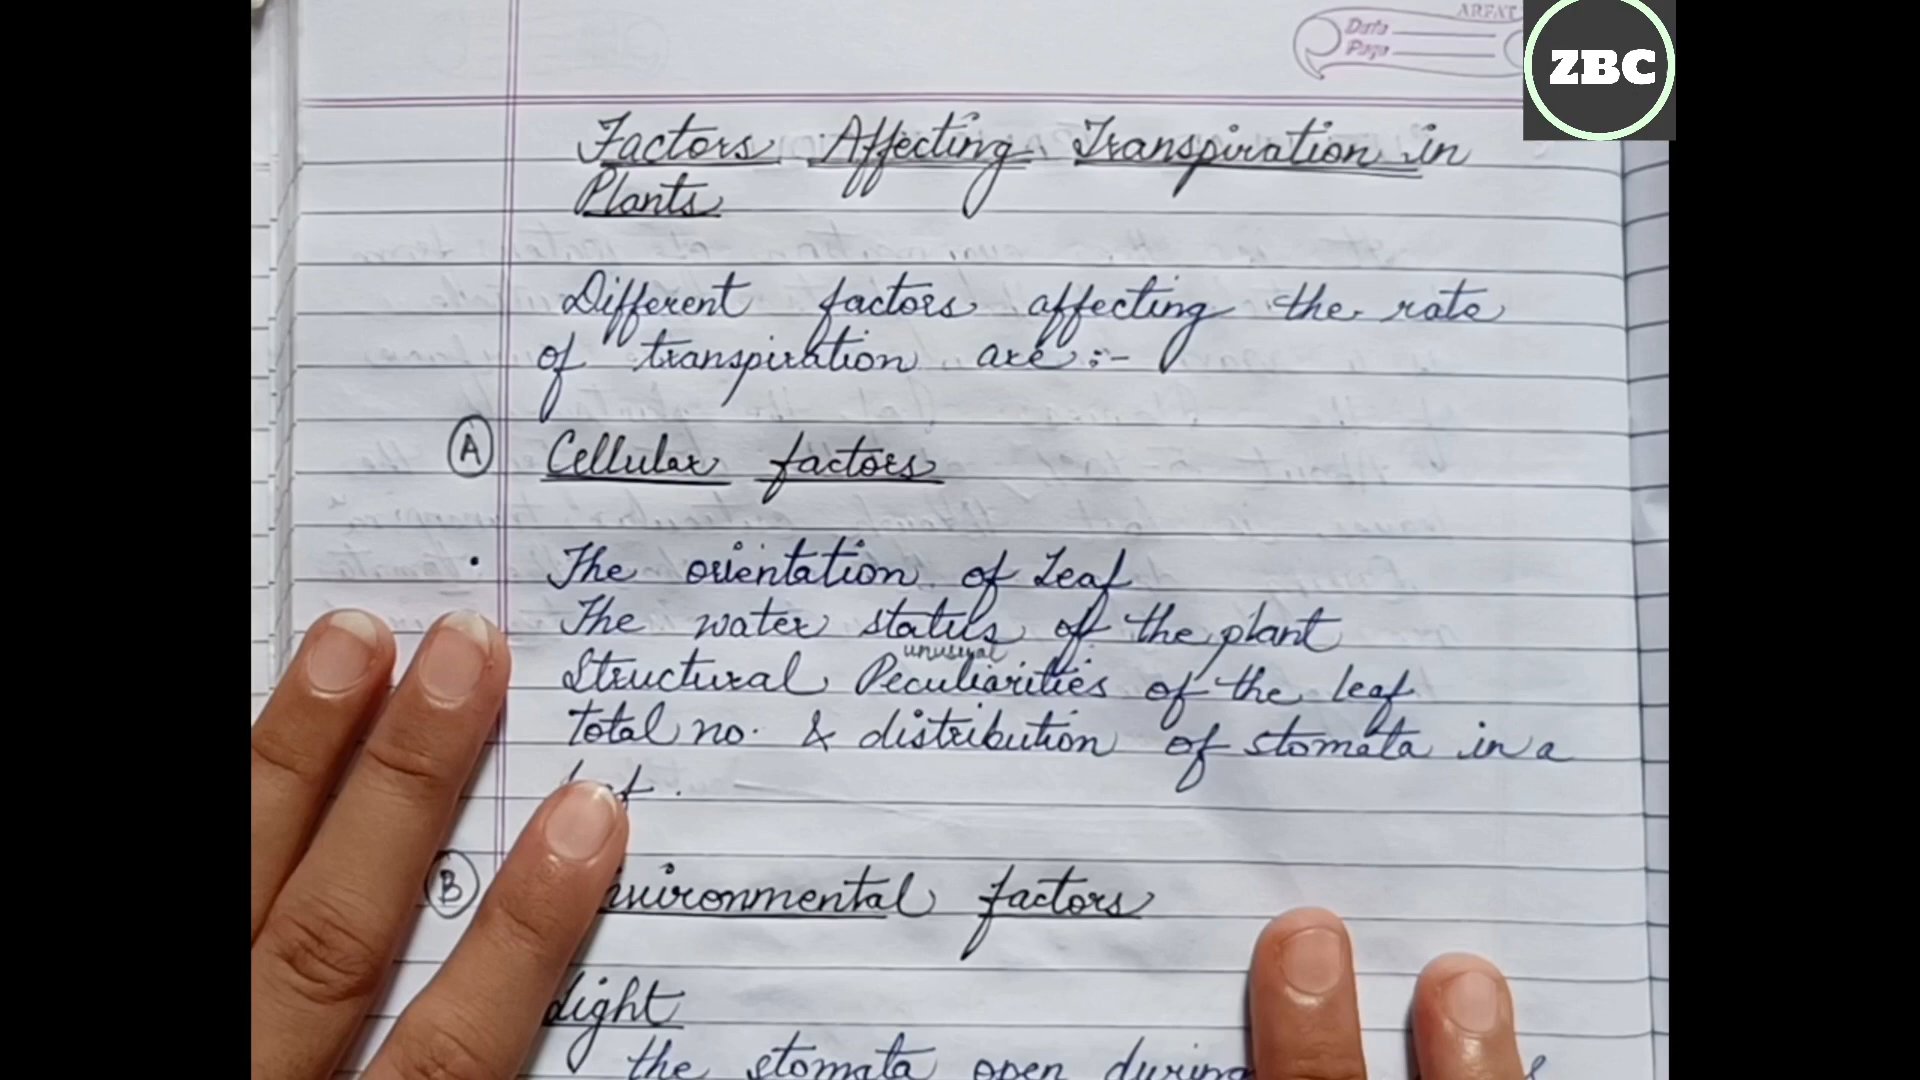 ARFAT
ZBC
Date
Page
Factors Affecting Transpiration in
Plants
Different factors affecting the rate
of transpiration are :-
A Cellular factors
• The orientation of Leaf
The water status of the plant
unusual
Structural Peculiarities of the leaf
total no. & distribution of stomata in a
B nvironmental factors
Light
the stomata open during